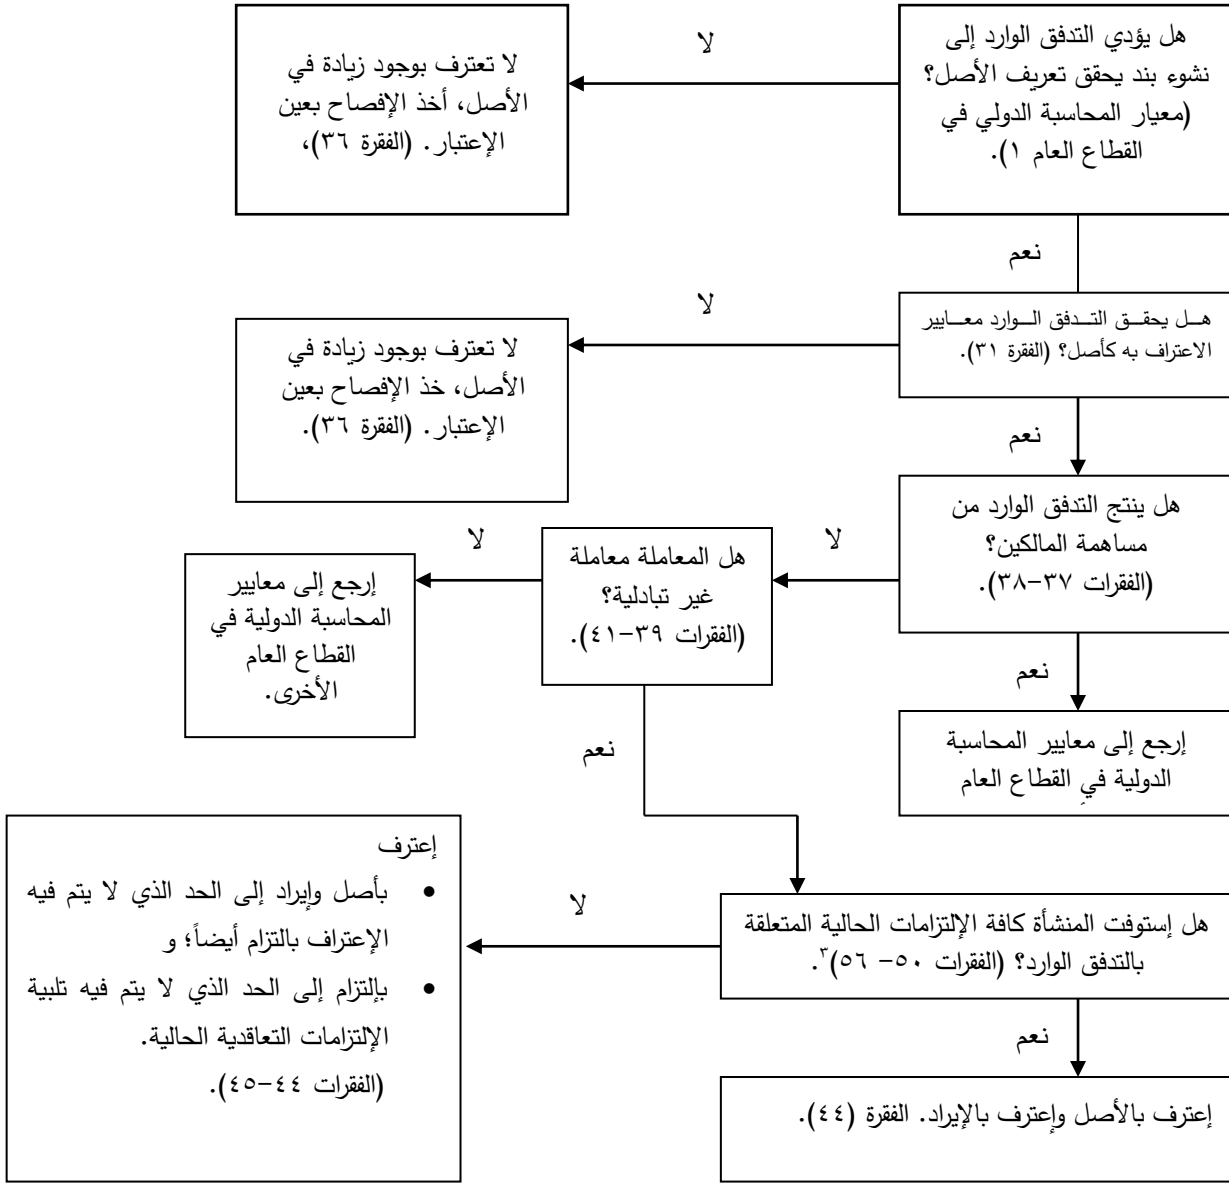 هل يؤدي التدفق الوارد إلى
نشوء بند يحقق تعريف الأصل؟
(معيار المحاسبة الدولي في
القطاع العام ١).
لا
لا تعترف بوجود زيادة في
الأصل، أخذ الإفصاح بعين
الإعتبار. (الفقرة ٣٦)،
نعم
هل يحقق التدفق الوارد معايير
الاعتراف به كأصل؟ (الفقرة ٣١).
لا
لا تعترف بوجود زيادة في
الأصل، خذ الإفصاح بعين
الإعتبار. (الفقرة ٣٦).
نعم
هل ينتج التدفق الوارد من
مساهمة المالكين؟
(الفقرات ٣٧-٣٨).
لا
هل المعاملة معاملة
غير تبادلية؟
(الفقرات ٣٩-٤١).
لا
إرجع إلى معايير
المحاسبة الدولية في
القطاع العام
الأخرى.
نعم
إرجع إلى معايير المحاسبة
الدولية في القطاع العام
نعم
هل إستوفت المنشأة كافة الإلتزامات الحالية المتعلقة
بالتدفق الوارد؟ (الفقرات ٥٠- ٥٦)٣.
لا
إعترف
• بأصل وإيراد إلى الحد الذي لا يتم فيه
الإعتراف بالتزام أيضاً؛ و
• بإلتزام إلى الحد الذي لا يتم فيه تلبية
الإلتزامات التعاقدية الحالية.
(الفقرات ٤٤-٤٥).
نعم
إعترف بالأصل وإعترف بالإيراد. الفقرة (٤٤).